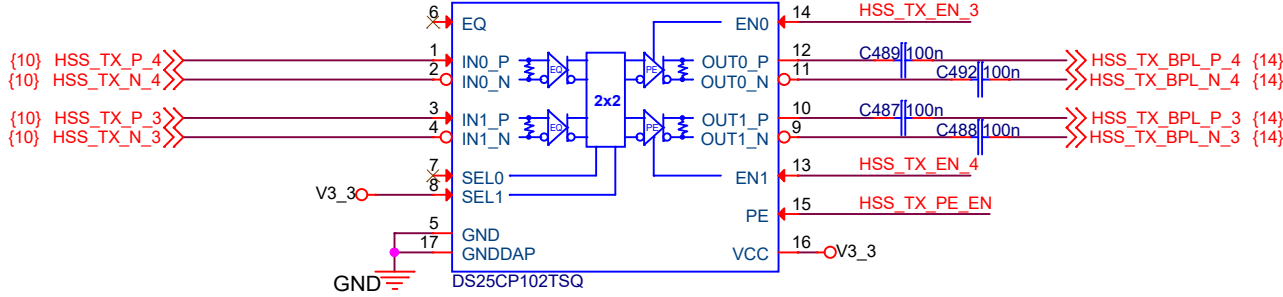 6 EQ EN0 14 HSS_TX_EN_3
{10} HSS_TX_P_4 1 IN0_P EQ PE OUT0_P 12 C489 100n HSS_TX_BPL_P_4 {14}
{10} HSS_TX_N_4 2 IN0_N OUT0_N 11 C492 100n HSS_TX_BPL_N_4 {14}
2x2
{10} HSS_TX_P_3 3 IN1_P EQ PE OUT1_P 10 C487 100n HSS_TX_BPL_P_3 {14}
{10} HSS_TX_N_3 4 IN1_N OUT1_N 9 C488 100n HSS_TX_BPL_N_3 {14}
7 SEL0 EN1 13 HSS_TX_EN_4
V3_3 8 SEL1
PE 15 HSS_TX_PE_EN
5 GND
17 GNDDAP VCC 16 V3_3
GND DS25CP102TSQ